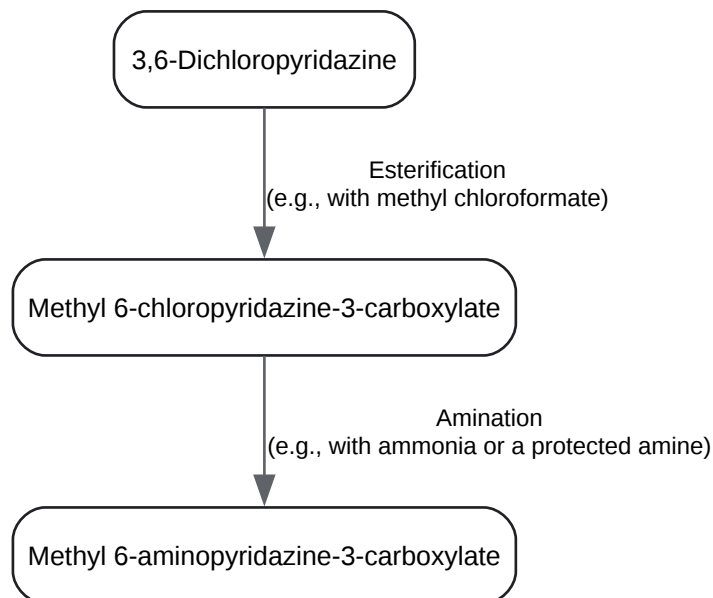 3,6-Dichloropyridazine
Esterification
(e.g., with methyl chloroformate)
Methyl 6-chloropyridazine-3-carboxylate
Amination
(e.g., with ammonia or a protected amine)
Methyl 6-aminopyridazine-3-carboxylate